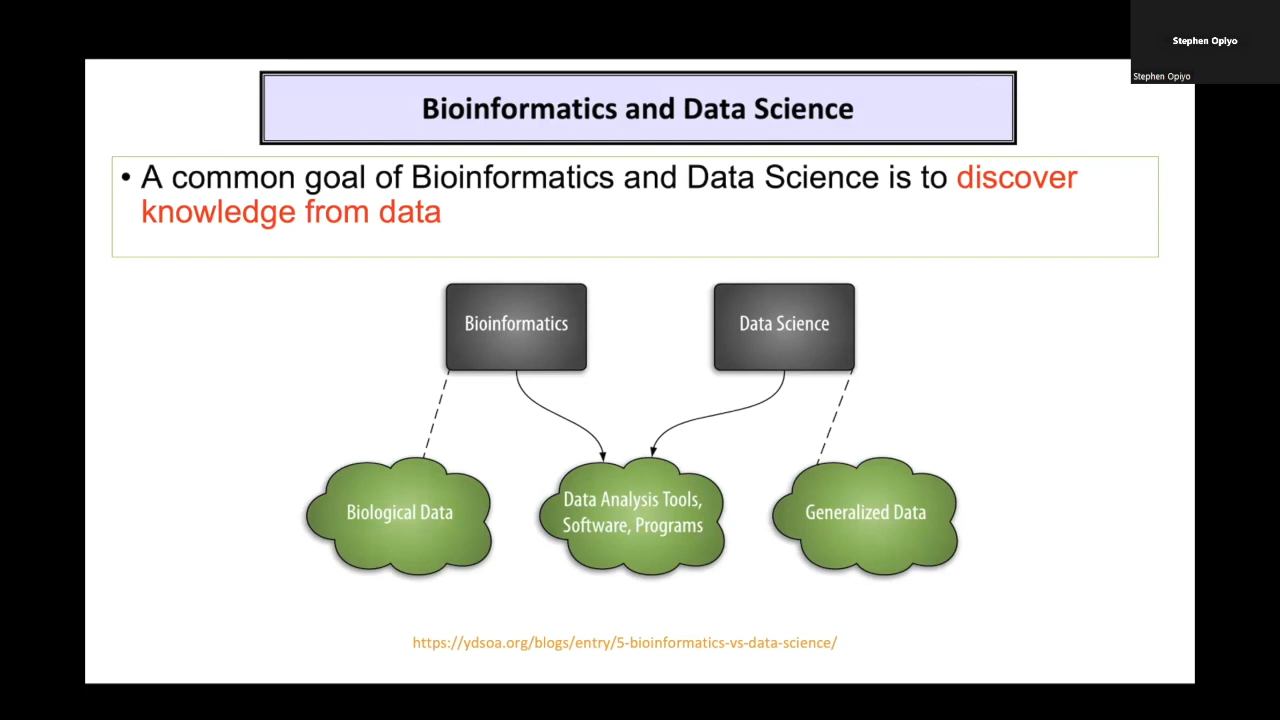 Stephen Opiyo
Stephen Opiyo
Bioinformatics and Data Science
• A common goal of Bioinformatics and Data Science is to discover
knowledge from data
Bioinformatics
Data Science
Biological Data
Data Analysis Tools,
Software, Programs
Generalized Data
https://ydsoa.org/blogs/entry/5-bioinformatics-vs-data-science/